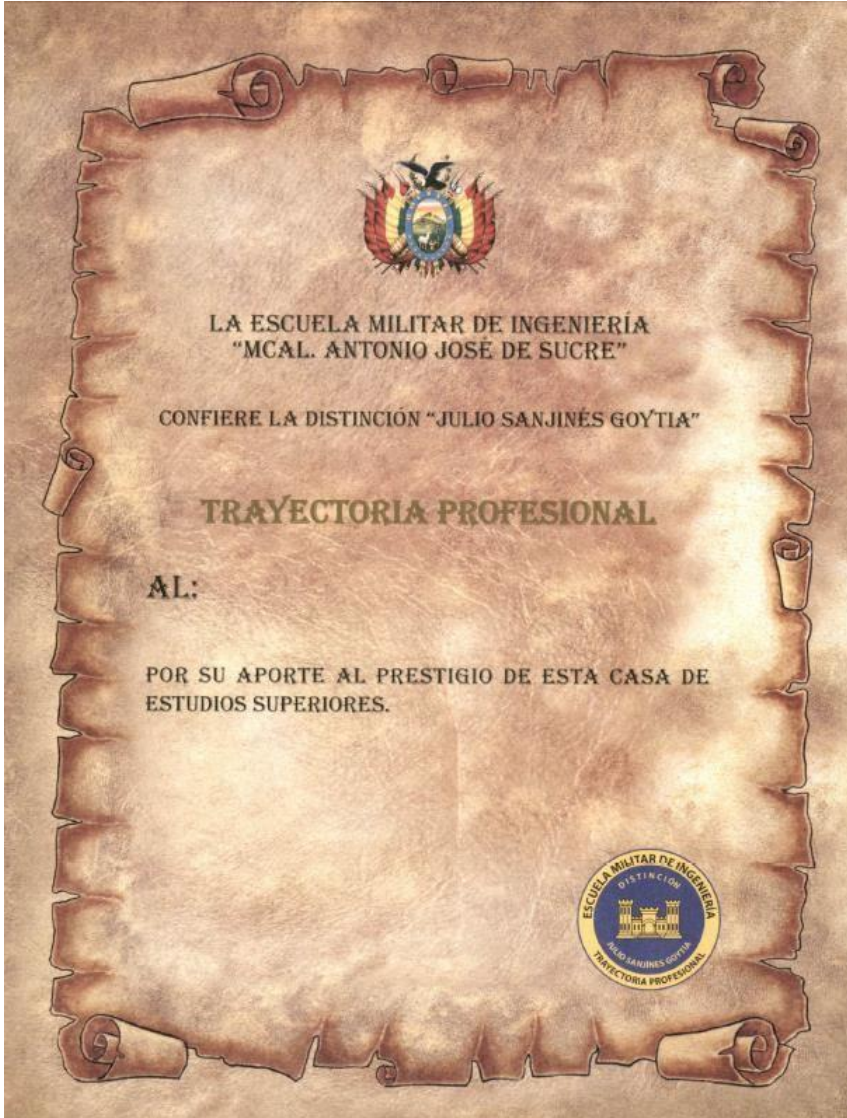 LA ESCUELA MILITAR DE INGENIERÍA
“MCAL. ANTONIO JOSÉ DE SUCRE”
CONFIERE LA DISTINCIÓN “JULIO SANJINÉS GOYTIA”
TRAYECTORIA PROFESIONAL
AL:
POR SU APORTE AL PRESTIGIO DE ESTA CASA DE
ESTUDIOS SUPERIORES.
ESCUELA MILITAR DE INGENIERÍA
DISTINCIÓN
JULIO SANJINES GOYTIA
TRAYECTORIA PROFESIONAL